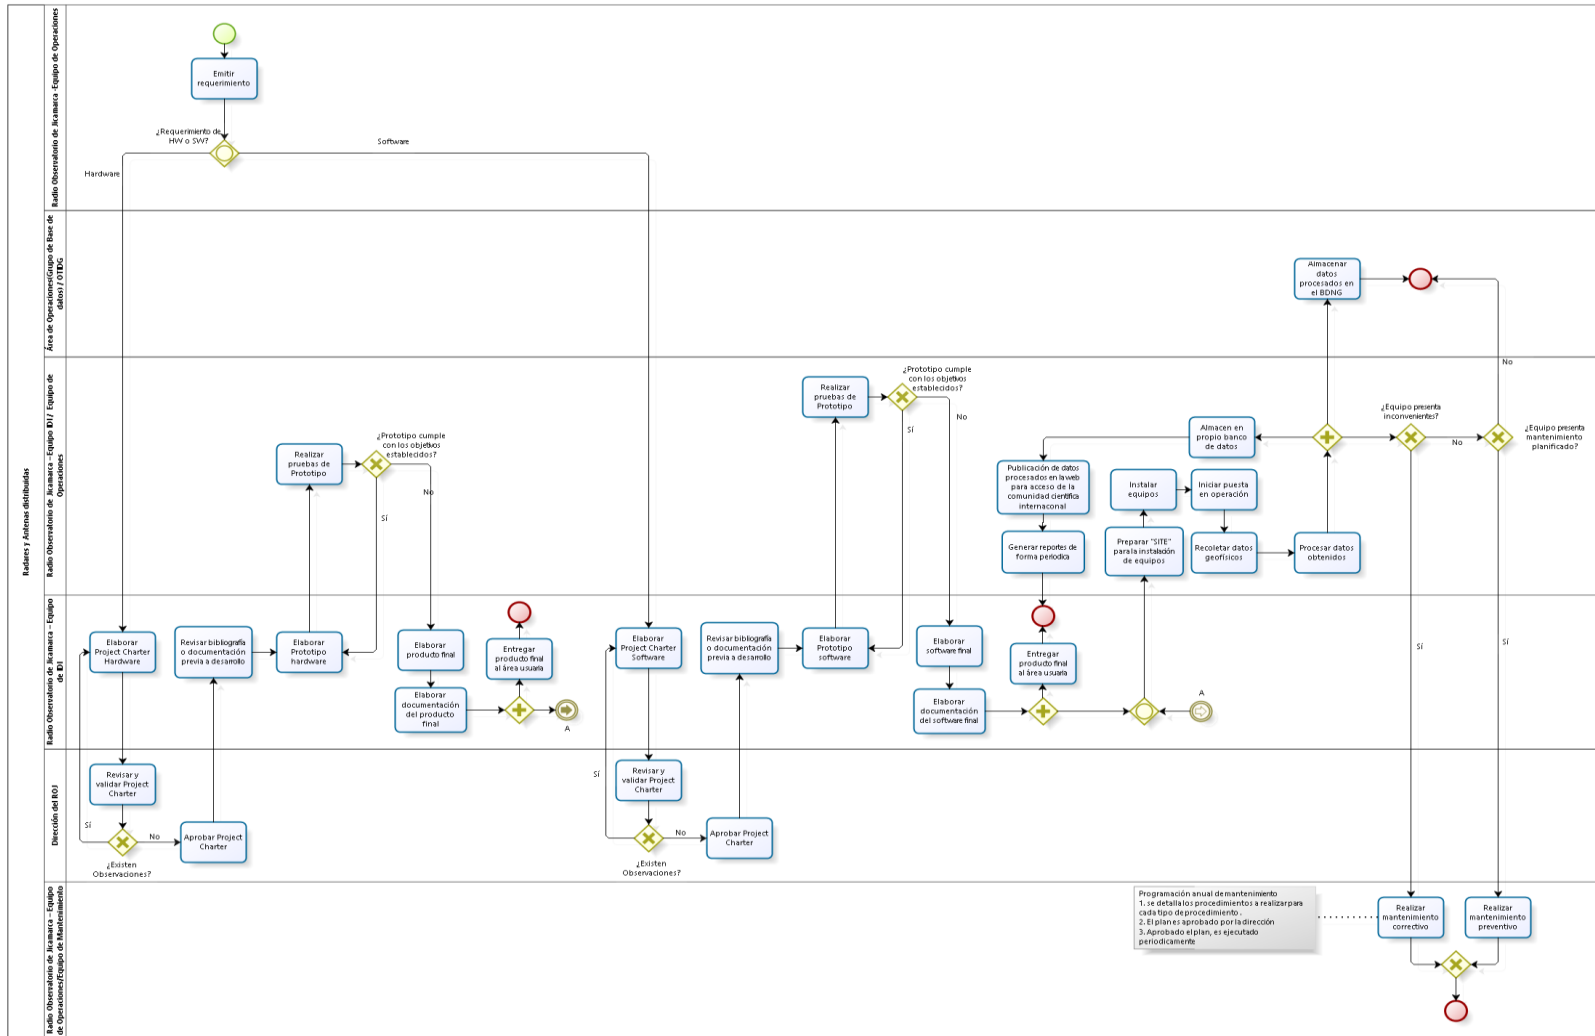 Radares y Antenas distribuidas
Radio Observatorio de Jicamarca -Equipo de Operaciones
Emitir
requerimiento
¿Requerimiento de
HW o SW?
Software
Hardware
Área de Operaciones(Grupo de Base de
datos) / OTIDG
Almacenar
datos
procesados en
el BDNG
No
Radio Observatorio de Jicamarca – Equipo IDI / Equipo de
Operaciones
Realizar
pruebas de
Prototipo
¿Prototipo cumple
con los objetivos
establecidos?
No
Sí
Realizar
pruebas de
Prototipo
¿Prototipo cumple
con los objetivos
establecidos?
No
Sí
Almacen en
propio banco
de datos
Publicación de datos
procesados en la web
para acceso de la
comunidad científica
internaconal
Generar reportes de
forma periodica
Instalar
equipos
Iniciar puesta
en operación
Preparar "SITE"
para la instalación
de equipos
Recoletar datos
geofísicos
Procesar datos
obtenidos
¿Equipo presenta
inconvenientes?
No
¿Equipo presenta
mantenimiento
planificado?
Radio Observatorio de Jicamarca – Equipo
de IDI
Elaborar
Project Charter
Hardware
Revisar bibliografía
o documentación
previa a desarrollo
Elaborar
Prototipo
hardware
Elaborar
producto final
Elaborar
documentación
del producto
final
Entregar
producto final
al área usuaria
A
Elaborar
Project Charter
Software
Revisar bibliografía
o documentación
previa a desarrollo
Elaborar
Prototipo
software
Elaborar
software final
Elaborar
documentación
del software final
Entregar
producto final
al área usuaria
A
Sí
Sí
Dirección del ROJ
Revisar y
validar Project
Charter
Sí
No
Aprobar Project
Charter
¿Existen
Observaciones?
Revisar y
validar Project
Charter
Sí
No
Aprobar Project
Charter
¿Existen
Observaciones?
Radio Observatorio de Jicamarca – Equipo
de Operaciones/Equipo de Mantenimiento
Programación anual de mantenimiento
1. se detalla los procedimientos a realizar para
cada tipo de procedimiento .
2. El plan es aprobado por la dirección
3. Aprobado el plan, es ejecutado
periodicamente
Realizar
mantenimiento
correctivo
Realizar
mantenimiento
preventivo